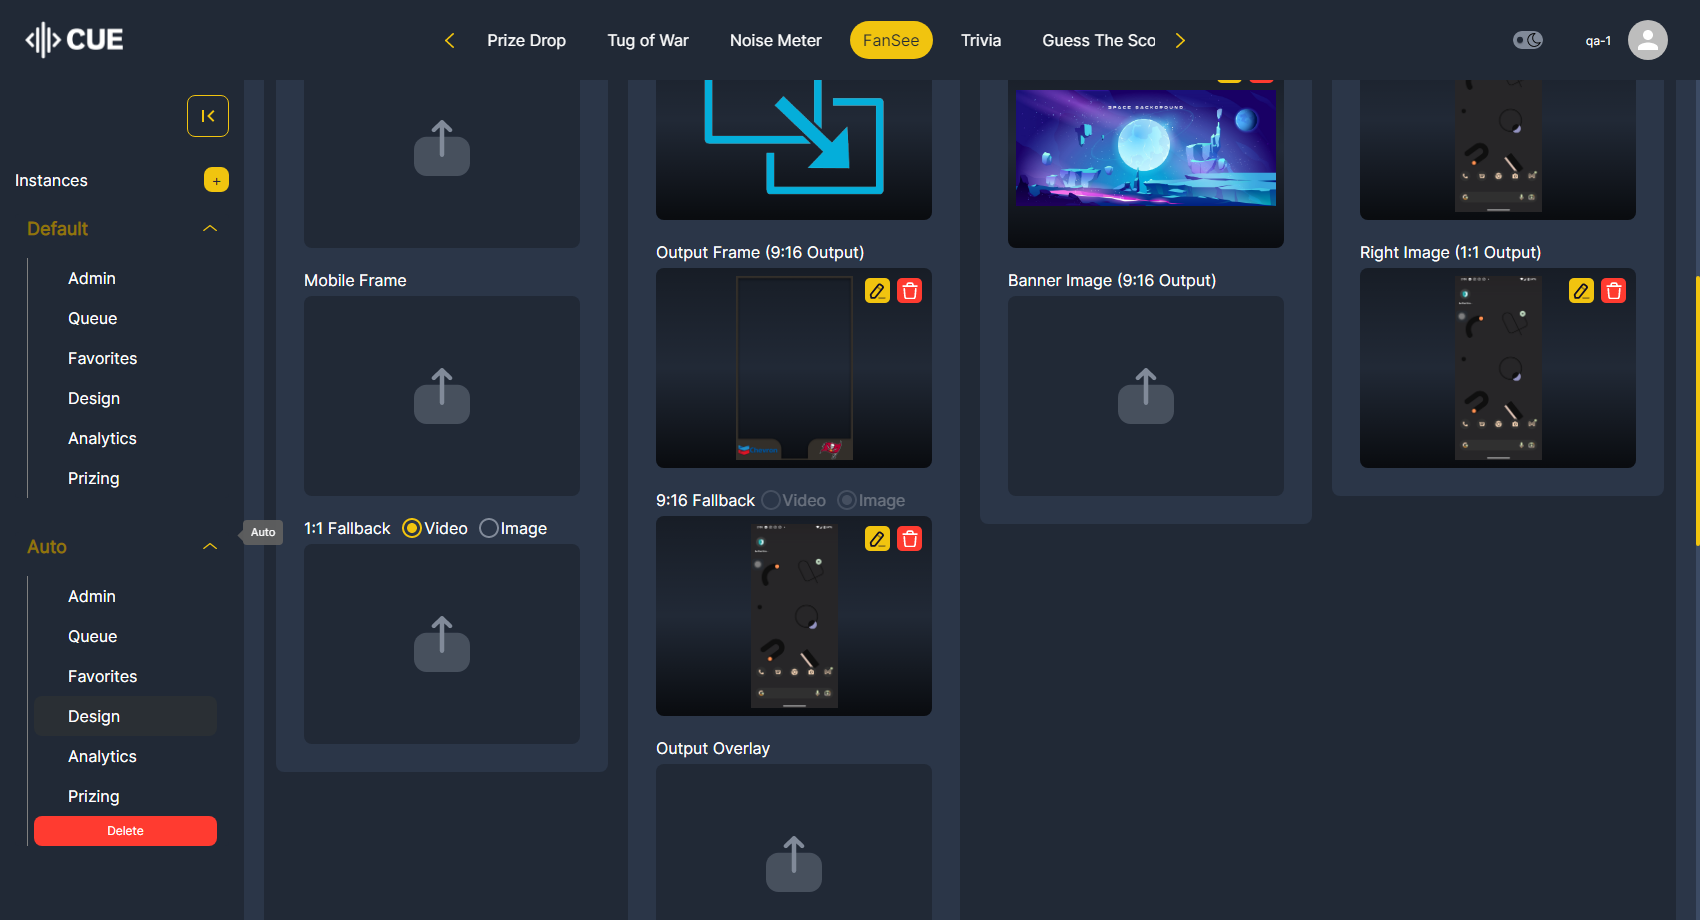 CUE
Prize Drop
Tug of War
Noise Meter
FanSee
Trivia
Guess The Sco
qa-1
Instances
+
Default
Admin
Queue
Favorites
Design
Analytics
Prizing
Auto
Auto
Admin
Queue
Favorites
Design
Analytics
Prizing
Delete
Mobile Frame
1:1 Fallback Video Image
Output Frame (9:16 Output)
9:16 Fallback Video Image
Output Overlay
SPACE BACKGROUND
Banner Image (9:16 Output)
Right Image (1:1 Output)